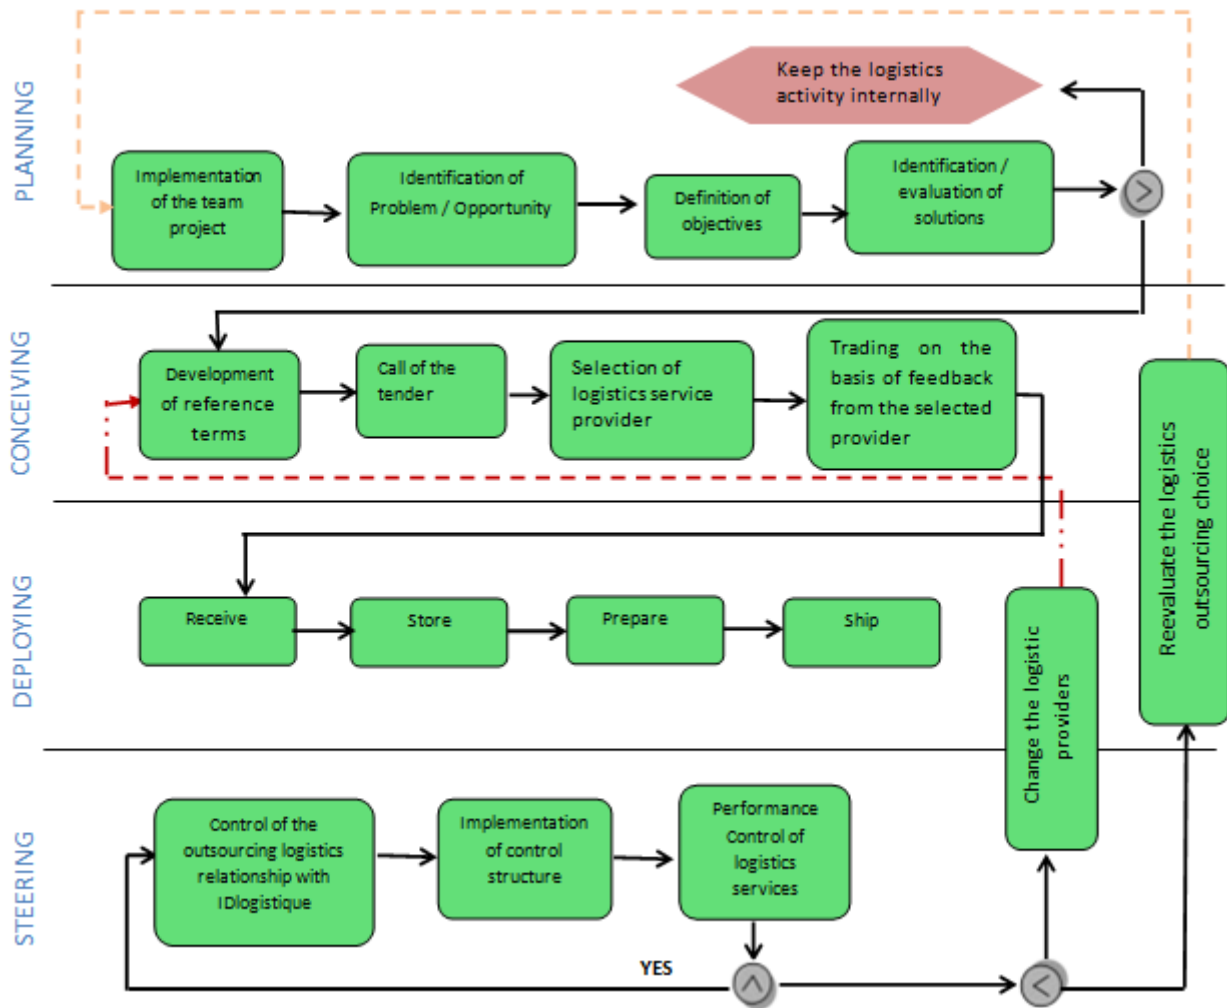 PLANNING
Keep the logistics
activity internally
Implementation
of the team
project
Identification of
Problem / Opportunity
Definition of
objectives
Identification /
evaluation of
solutions
>
CONCEIVING
Development
of reference
terms
Call of the
tender
Selection of
logistics service
provider
Trading on the
basis of feedback
from the selected
provider
Reevaluate the logistics
outsourcing choice
DEPLOYING
Receive
Store
Prepare
Ship
Change the logistic
providers
STEERING
Control of the
outsourcing logistics
relationship with
IDlogistique
Implementation
of control
structure
Performance
Control of
logistics
services
YES
^
<